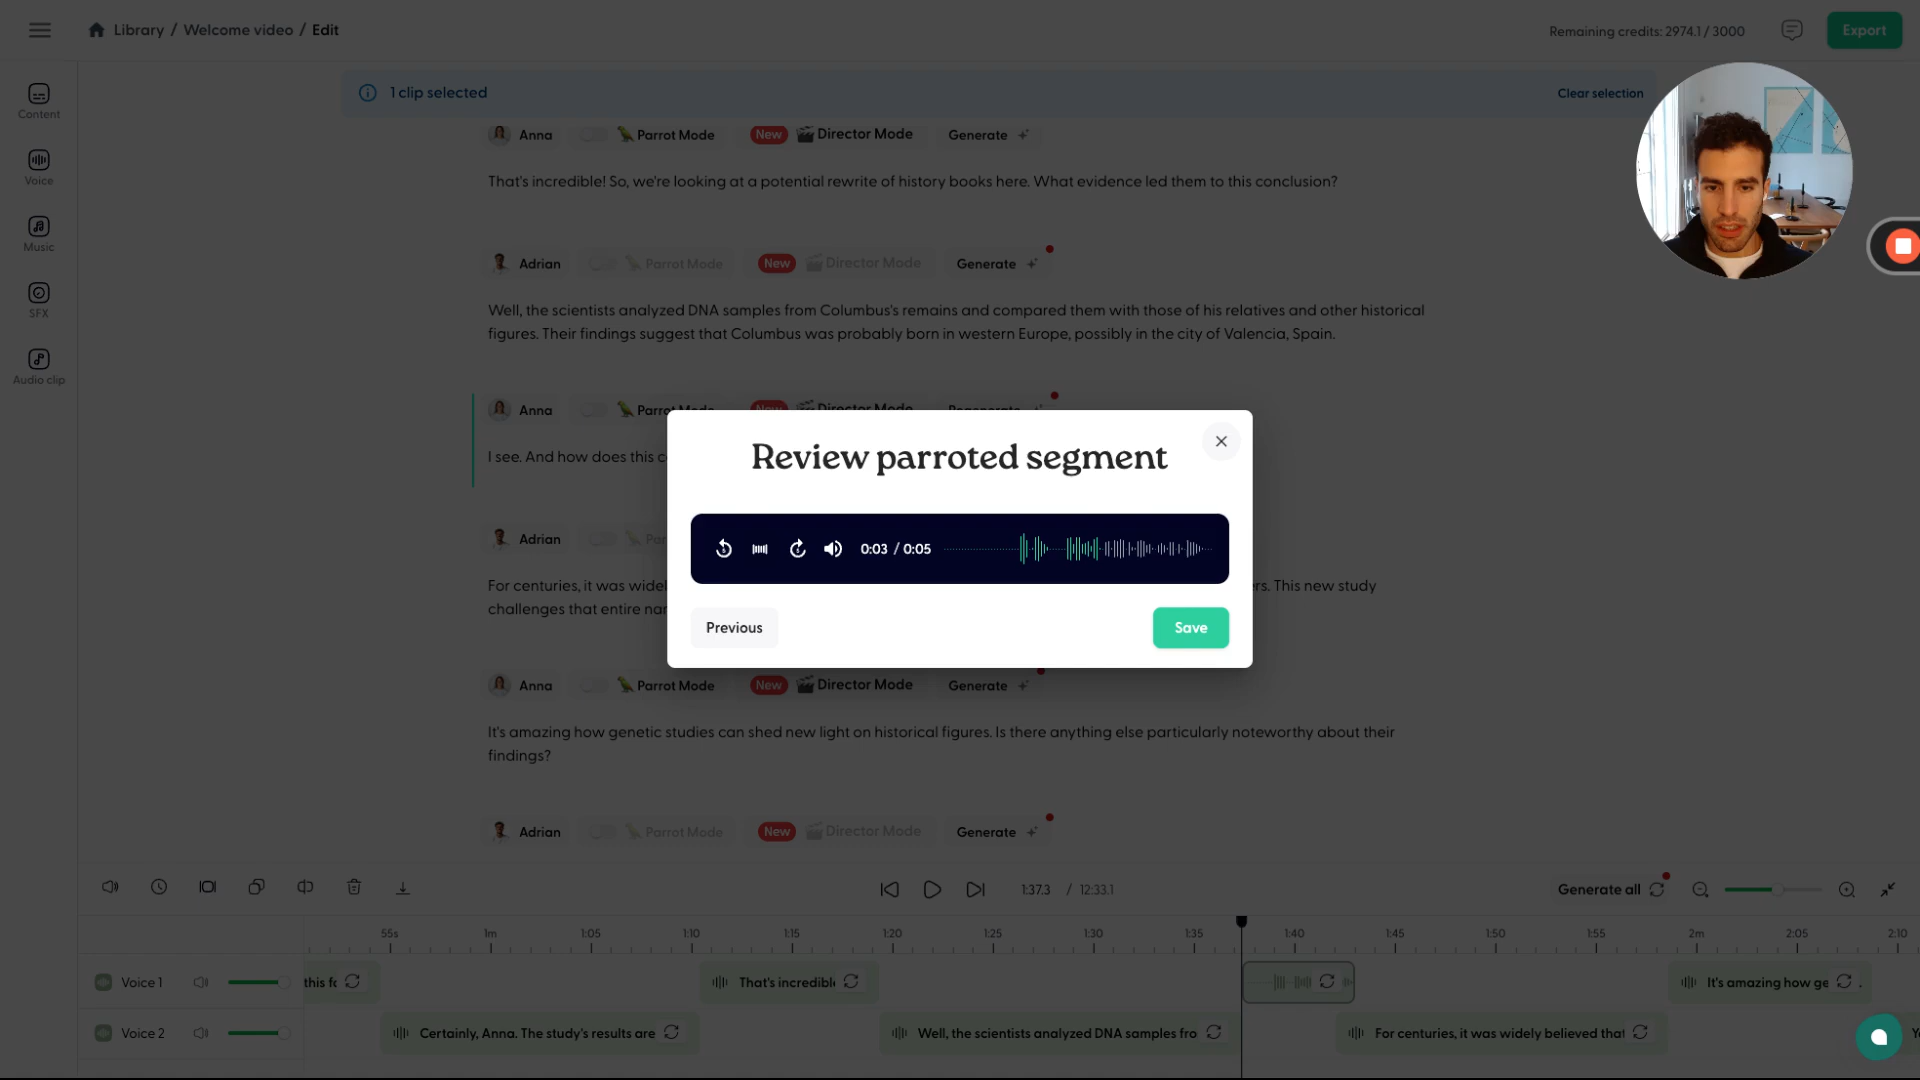 Library / Welcome video / Edit
Remaining credits: 2974.1 / 3000
Export
Content
Voice
Music
SFX
Audio clip
1 clip selected
Clear selection
Anna Parrot Mode New Director Mode Generate
That's incredible! So, we're looking at a potential rewrite of history books here. What evidence led them to this conclusion?
Adrian Parrot Mode New Director Mode Generate
Well, the scientists analyzed DNA samples from Columbus's remains and compared them with those of his relatives and other historical
figures. Their findings suggest that Columbus was probably born in western Europe, possibly in the city of Valencia, Spain.
Anna Parrot Mode New Director Mode Regenerate
I see. And how does this c
Adrian Par
For centuries, it was widel
rs. This new study
challenges that entire nar
Review parroted segment
5
5
0:03 / 0:05
Previous
Save
Anna Parrot Mode New Director Mode Generate
It's amazing how genetic studies can shed new light on historical figures. Is there anything else particularly noteworthy about their
findings?
Adrian Parrot Mode New Director Mode Generate
1:37.3 / 12:33.1
Generate all
55s 1m 1:05 1:10 1:15 1:20 1:25 1:30 1:35 1:40 1:45 1:50 1:55 2m 2:05 2:10
Voice 1
this fo
That's incredibl
It's amazing how ge
Voice 2
Certainly, Anna. The study's results are
Well, the scientists analyzed DNA samples fro
For centuries, it was widely believed that